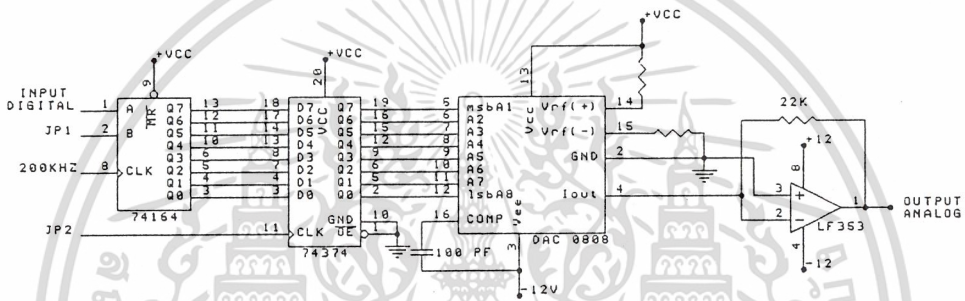 +VCC
+VCC
+VCC
9
20
13
INPUT
DIGITAL
1
A
MR
Q7
13
18
D7
VCC
Q7
19
5
msbA1
VCC
Vrf(+)
14
22K
Q6
12
17
D6
Q6
16
6
A2
JP1
2
B
Q5
11
14
D5
Q5
15
7
A3
Vrf(-)
15
+12
Q4
10
13
D4
Q4
12
8
A4
200KHZ
8
CLK
Q3
6
8
D3
Q3
9
9
A5
GND
2
8
Q2
5
7
D2
Q2
6
10
A6
Q1
4
4
D1
Q1
5
11
A7
3
+
1
OUTPUT
ANALOG
Q0
3
3
D0
Q0
2
12
lsbA8
Iout
4
2
-
LF353
74164
GND
10
16
COMP
Vee
JP2
11
CLK
OE
3
DAC 0808
4
74374
100 PF
-12
-12V